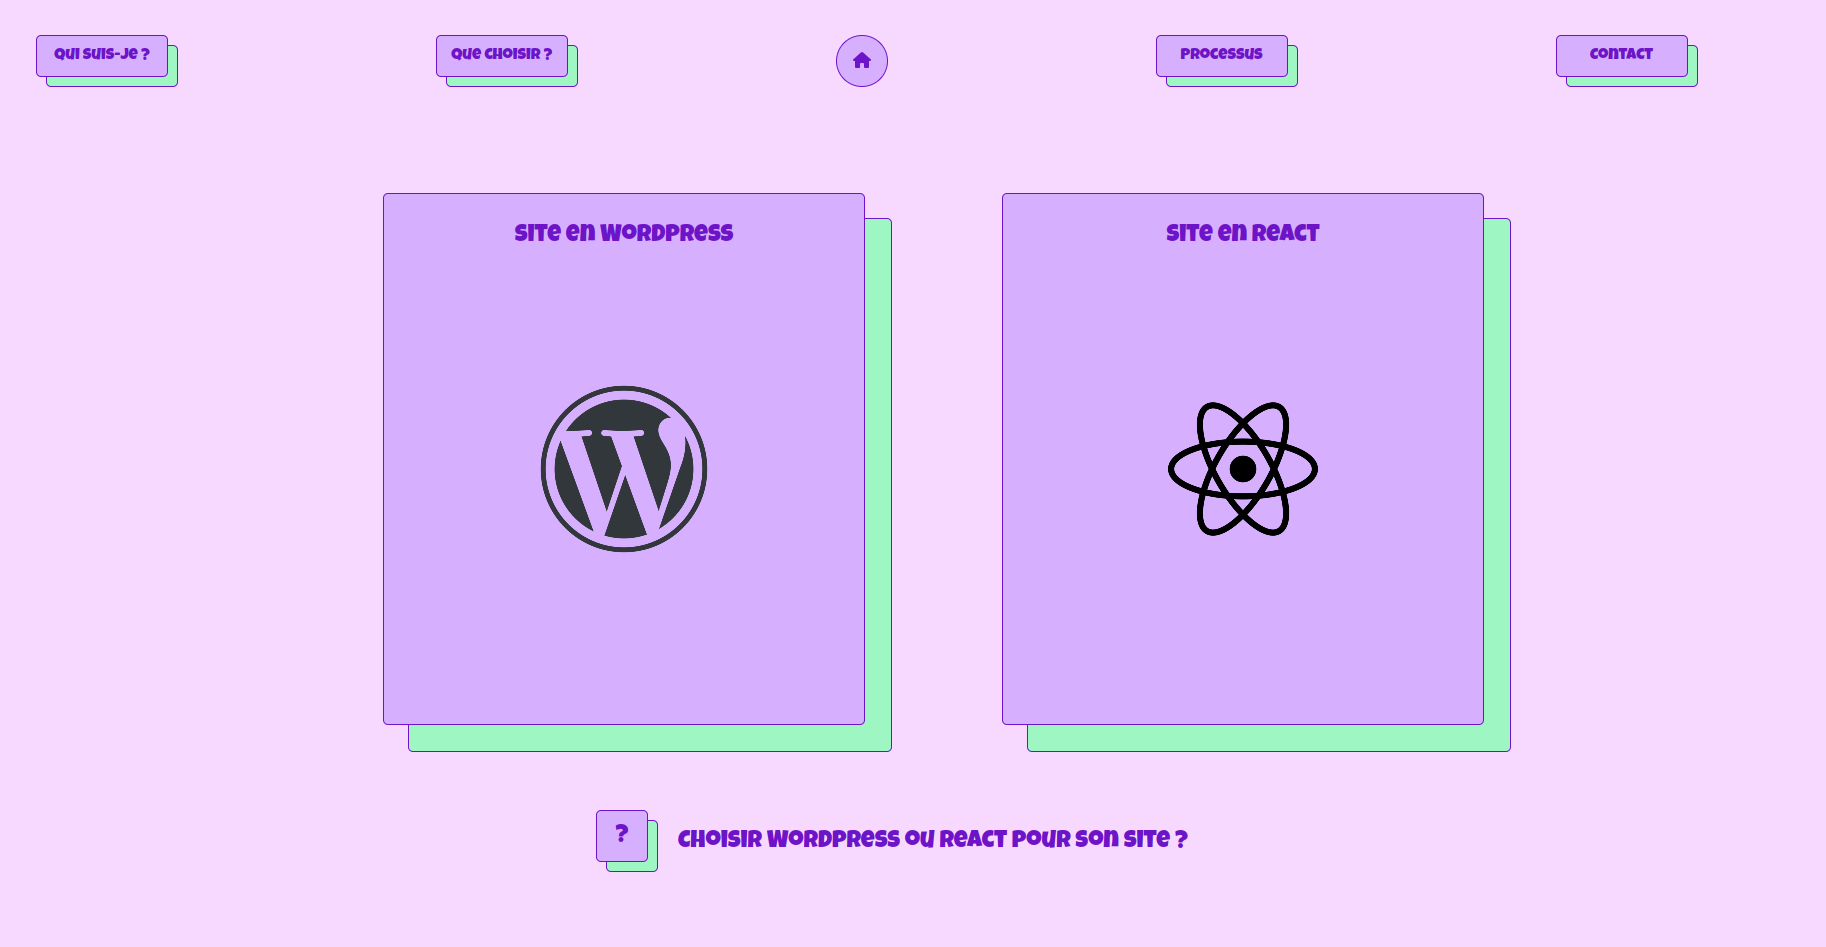 Qui suis-je ?
Que choisir ?
Processus
Contact
Site en Wordpress
Site en React
?
Choisir Wordpress ou React pour son site ?